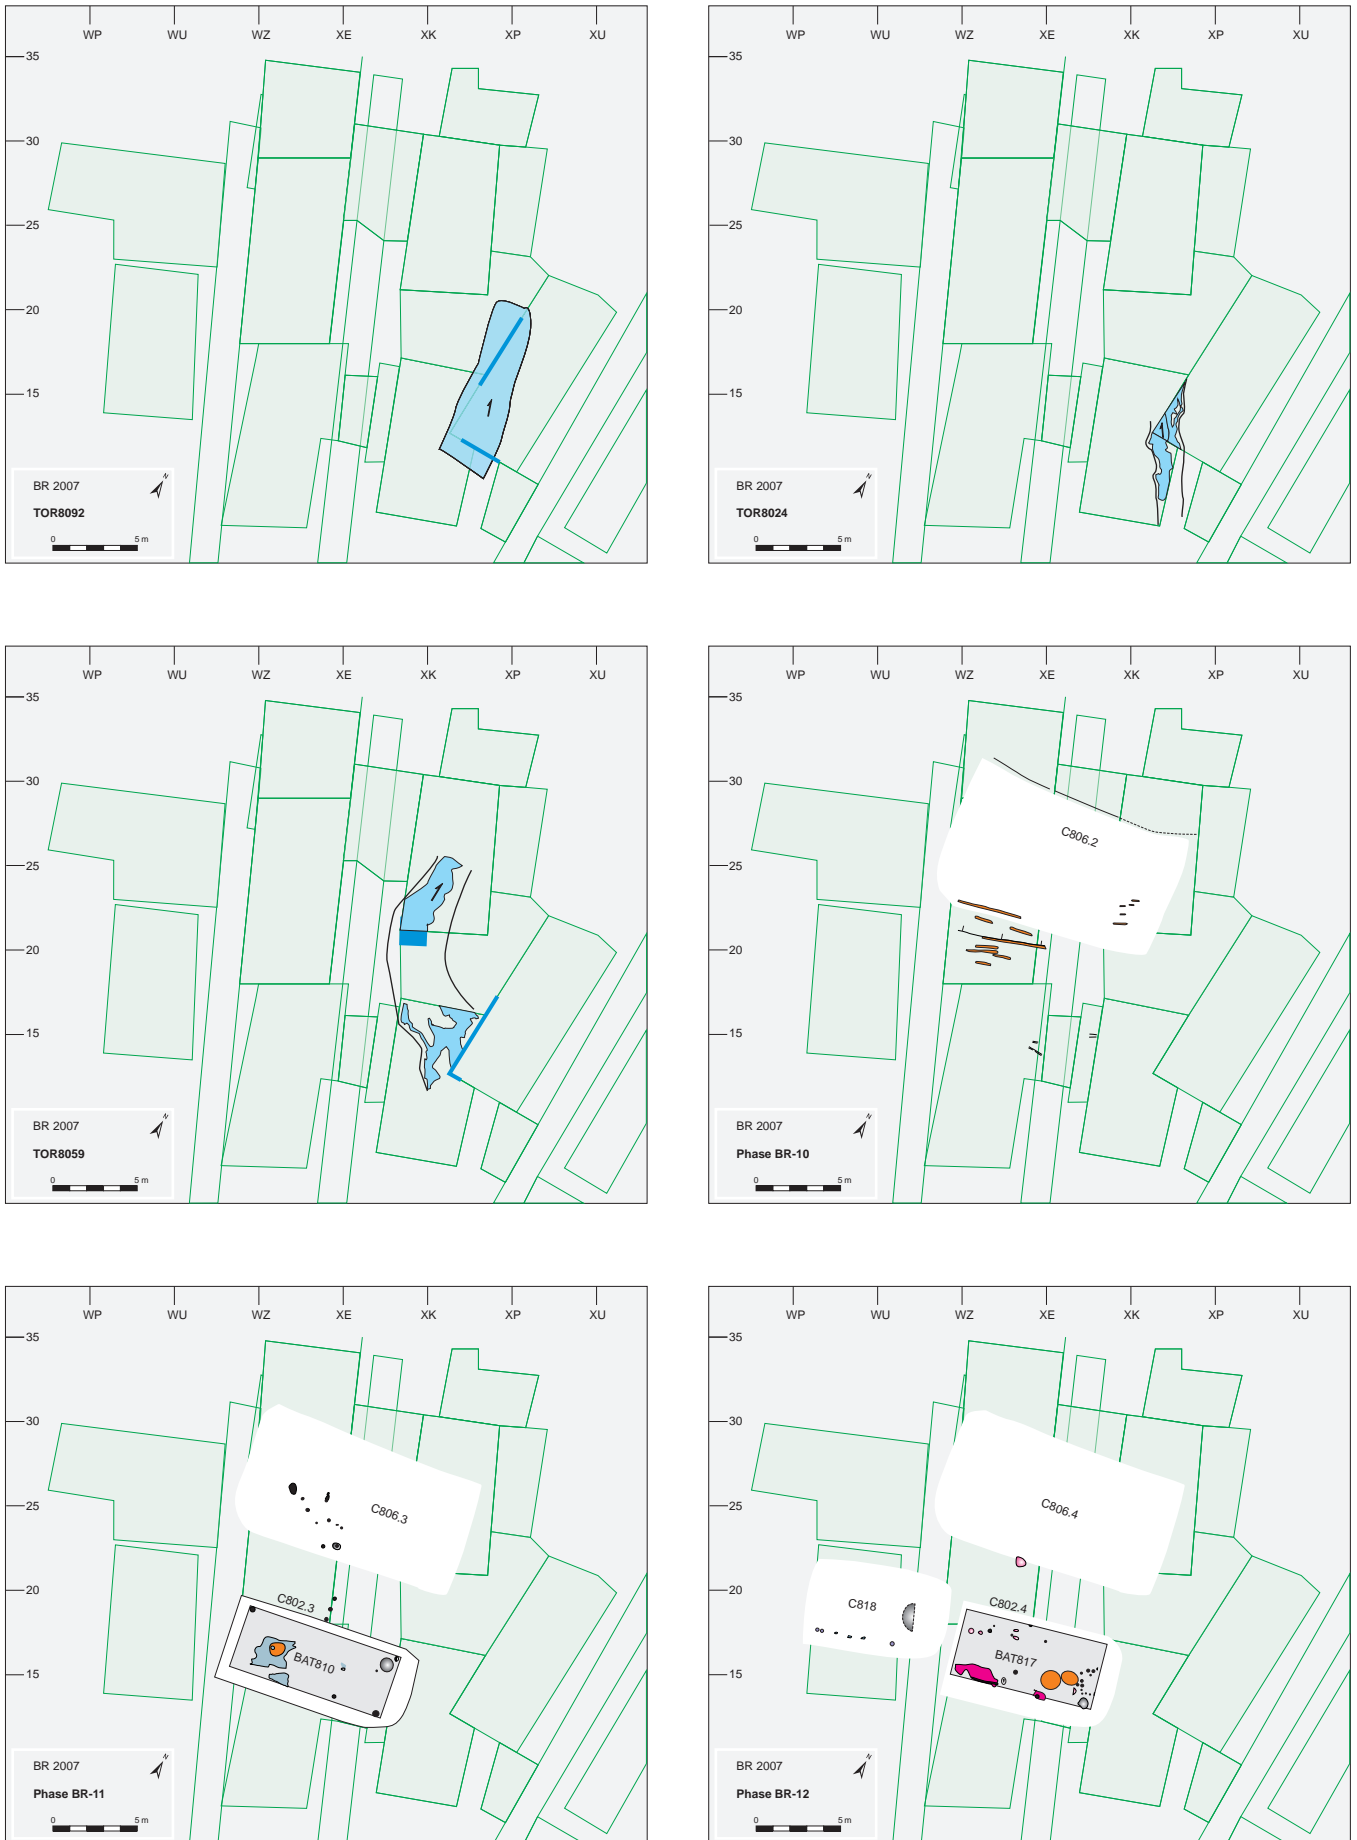 WP WU WZ XE XK XP XU
35
30
25
20
15
BR 2007
N
TOR8092
0 5 m
WP WU WZ XE XK XP XU
35
30
25
20
15
BR 2007
N
TOR8024
0 5 m
WP WU WZ XE XK XP XU
35
30
25
20
15
BR 2007
N
TOR8059
0 5 m
WP WU WZ XE XK XP XU
35
30
C806.2
25
20
15
BR 2007
N
Phase BR-10
0 5 m
WP WU WZ XE XK XP XU
35
30
25
C806.3
20
C802.3
BAT810
15
BR 2007
N
Phase BR-11
0 5 m
WP WU WZ XE XK XP XU
35
30
25
C806.4
20
C818
C802.4
BAT817
15
BR 2007
N
Phase BR-12
0 5 m